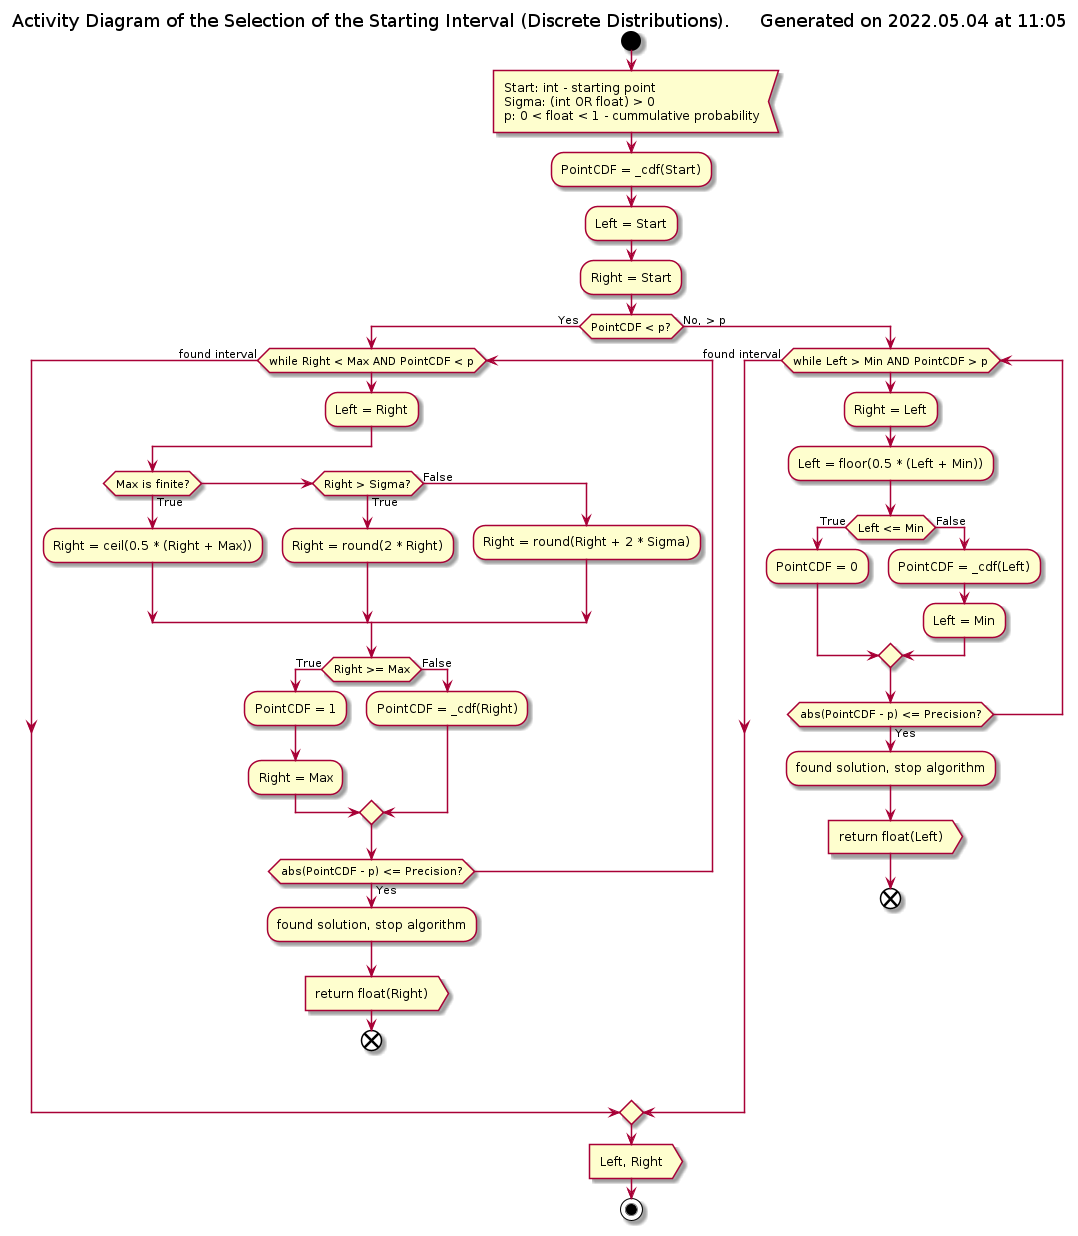 Activity Diagram of the Selection of the Starting Interval (Discrete Distributions). Generated on 2022.05.04 at 11:05
Start: int - starting point
Sigma: (int OR float) > 0
p: 0 < float < 1 - cummulative probability
PointCDF = _cdf(Start)
Left = Start
Right = Start
Yes
PointCDF < p?
No, > p
found interval
while Right < Max AND PointCDF < p
Left = Right
Max is finite?
True
Right = ceil(0.5 * (Right + Max))
Right > Sigma?
True
False
Right = round(2 * Right)
Right = round(Right + 2 * Sigma)
True
Right >= Max
False
PointCDF = 1
Right = Max
PointCDF = _cdf(Right)
abs(PointCDF - p) <= Precision?
Yes
found solution, stop algorithm
return float(Right)
found interval
while Left > Min AND PointCDF > p
Right = Left
Left = floor(0.5 * (Left + Min))
True
Left <= Min
False
PointCDF = 0
PointCDF = _cdf(Left)
Left = Min
abs(PointCDF - p) <= Precision?
Yes
found solution, stop algorithm
return float(Left)
Left, Right